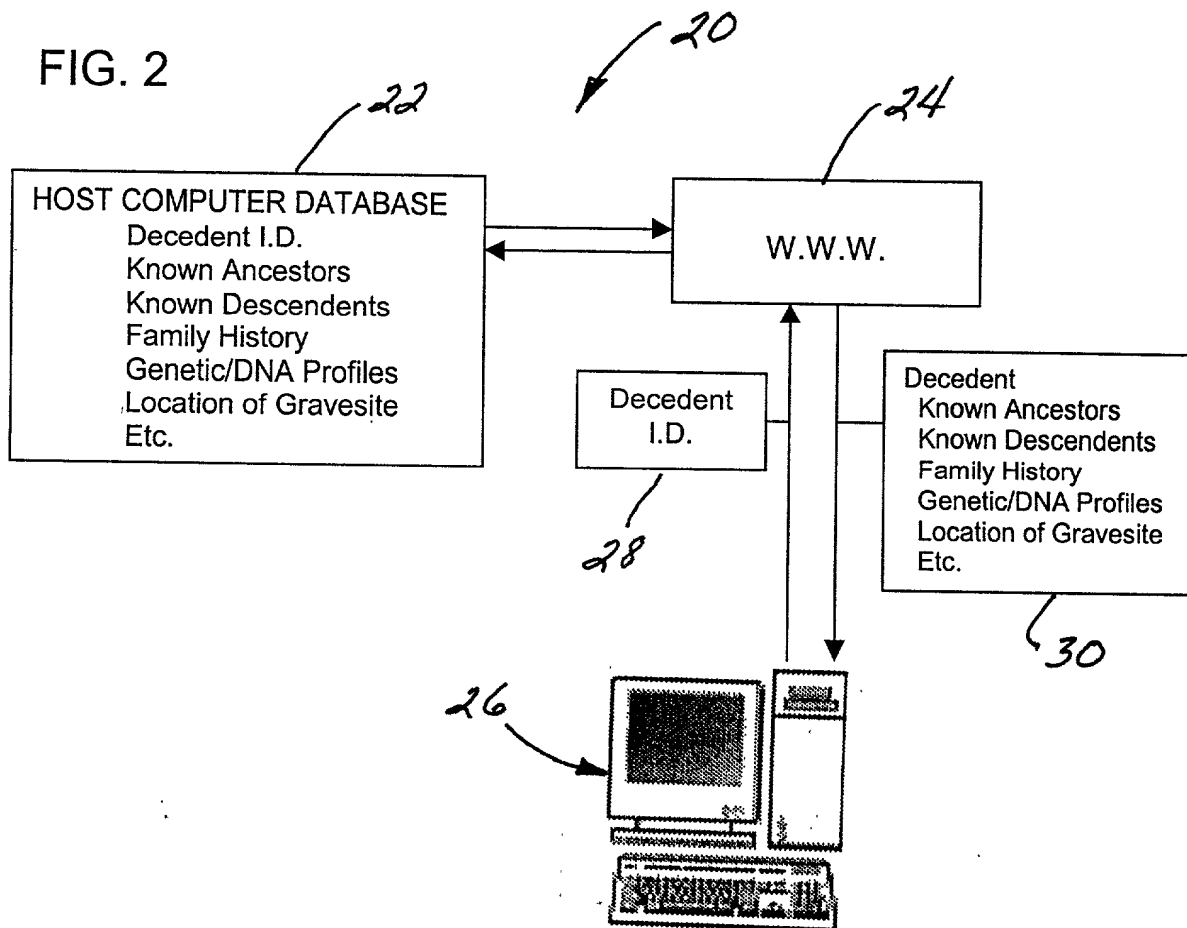 FIG. 2
20
22
24
HOST COMPUTER DATABASE
Decedent I.D.
Known Ancestors
Known Descendents
Family History
Genetic/DNA Profiles
Location of Gravesite
Etc.
W.W.W.
Decedent
I.D.
28
Decedent
Known Ancestors
Known Descendents
Family History
Genetic/DNA Profiles
Location of Gravesite
Etc.
30
26